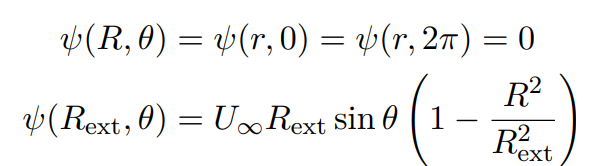 ψ(R, θ) = ψ(r, 0) = ψ(r, 2π) = 0
ψ(R_ext, θ) = U_∞ R_ext sin θ (1 − R²/R²_ext)